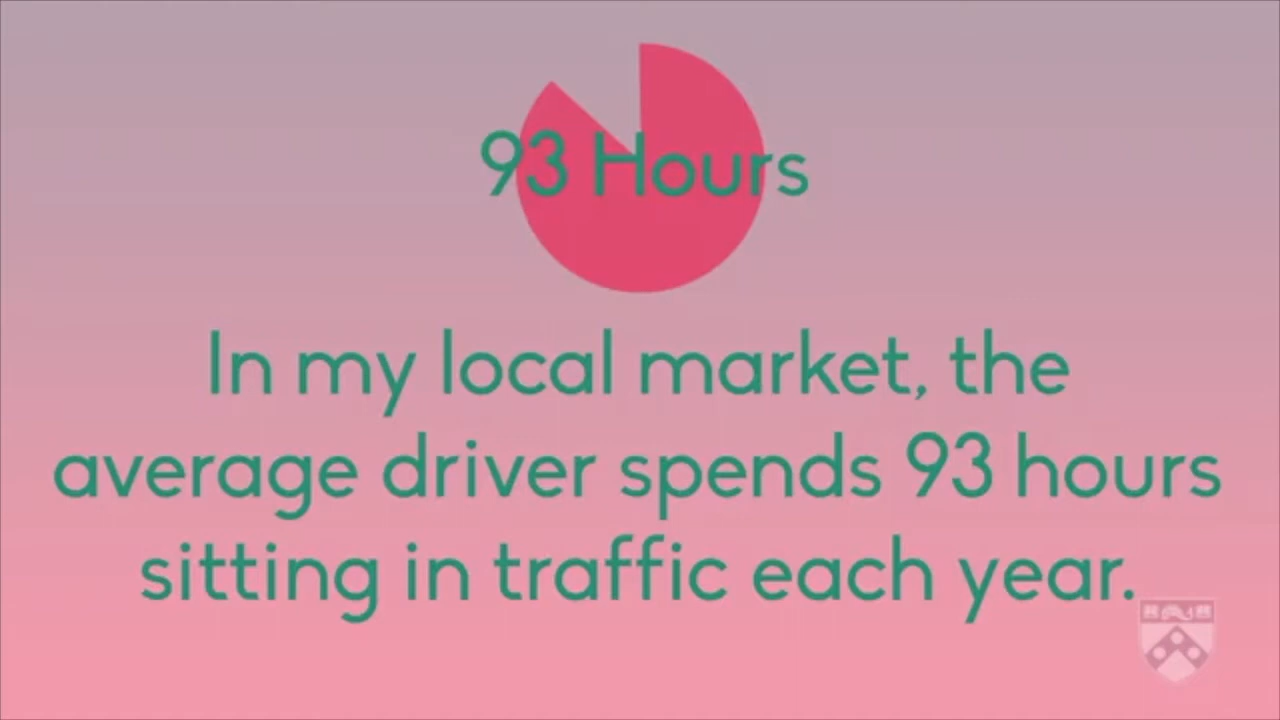 93 Hours
In my local market, the
average driver spends 93 hours
sitting in traffic each year.